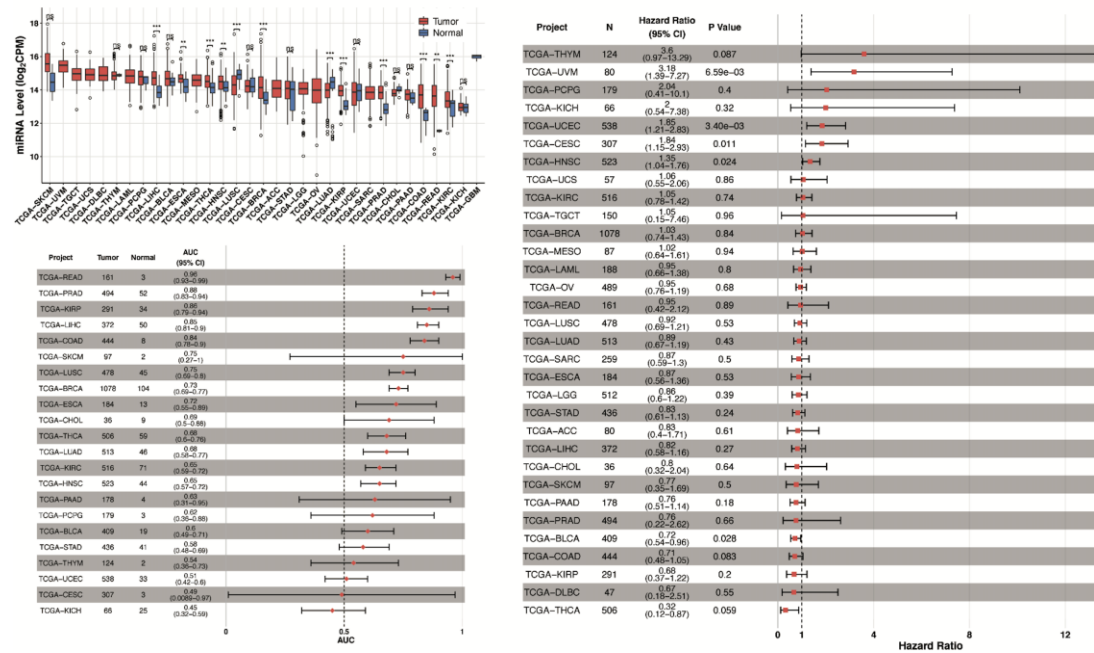 Tumor
Normal
miRNA Level (log2CPM)
18
16
14
12
10
TCGA-SKCM
TCGA-UVM
TCGA-TGCT
TCGA-UCS
TCGA-DLBC
TCGA-THYM
TCGA-LAML
TCGA-PCPG
TCGA-LIHC
TCGA-BLCA
TCGA-ESCA
TCGA-MESO
TCGA-THCA
TCGA-HNSC
TCGA-LUSC
TCGA-CESC
TCGA-BRCA
TCGA-ACC
TCGA-STAD
TCGA-LGG
TCGA-OV
TCGA-LUAD
TCGA-KIRP
TCGA-UCEC
TCGA-SARC
TCGA-PRAD
TCGA-CHOL
TCGA-PAAD
TCGA-COAD
TCGA-READ
TCGA-KIRC
TCGA-KICH
TCGA-GBM
Project Tumor Normal AUC
(95% CI)
TCGA-READ 161 3 0.96 (0.93-0.99)
TCGA-PRAD 494 52 0.88 (0.83-0.94)
TCGA-KIRP 291 34 0.86 (0.79-0.94)
TCGA-LIHC 372 50 0.85 (0.81-0.9)
TCGA-COAD 444 8 0.84 (0.78-0.9)
TCGA-SKCM 97 2 0.75 (0.27-1)
TCGA-LUSC 478 45 0.75 (0.69-0.8)
TCGA-BRCA 1078 104 0.73 (0.69-0.77)
TCGA-ESCA 184 13 0.72 (0.55-0.89)
TCGA-CHOL 36 9 0.69 (0.5-0.88)
TCGA-THCA 506 59 0.68 (0.6-0.76)
TCGA-LUAD 513 46 0.68 (0.58-0.77)
TCGA-KIRC 516 71 0.65 (0.59-0.72)
TCGA-HNSC 523 44 0.65 (0.57-0.72)
TCGA-PAAD 178 4 0.63 (0.31-0.95)
TCGA-PCPG 179 3 0.62 (0.36-0.88)
TCGA-BLCA 409 19 0.6 (0.49-0.71)
TCGA-STAD 436 41 0.58 (0.48-0.69)
TCGA-THYM 124 2 0.54 (0.36-0.73)
TCGA-UCEC 538 33 0.51 (0.42-0.6)
TCGA-CESC 307 3 0.49 (0.0089-0.97)
TCGA-KICH 66 25 0.45 (0.32-0.59)
0 0.5 1
AUC
Project N Hazard Ratio P Value
(95% CI)
TCGA-THYM 124 3.6 (0.97-13.29) 0.087
TCGA-UVM 80 3.18 (1.39-7.27) 6.59e-03
TCGA-PCPG 179 2.04 (0.41-10.1) 0.4
TCGA-KICH 66 2 (0.54-7.38) 0.32
TCGA-UCEC 538 1.85 (1.21-2.83) 3.40e-03
TCGA-CESC 307 1.84 (1.15-2.93) 0.011
TCGA-HNSC 523 1.35 (1.04-1.76) 0.024
TCGA-UCS 57 1.06 (0.55-2.06) 0.86
TCGA-KIRC 516 1.05 (0.78-1.42) 0.74
TCGA-TGCT 150 1.05 (0.15-7.46) 0.96
TCGA-BRCA 1078 1.03 (0.74-1.43) 0.84
TCGA-MESO 87 1.02 (0.64-1.61) 0.94
TCGA-LAML 188 0.95 (0.66-1.38) 0.8
TCGA-OV 489 0.95 (0.76-1.19) 0.68
TCGA-READ 161 0.95 (0.42-2.12) 0.89
TCGA-LUSC 478 0.92 (0.69-1.21) 0.53
TCGA-LUAD 513 0.89 (0.67-1.19) 0.43
TCGA-SARC 259 0.87 (0.59-1.3) 0.5
TCGA-ESCA 184 0.87 (0.56-1.36) 0.53
TCGA-LGG 512 0.86 (0.6-1.22) 0.39
TCGA-STAD 436 0.83 (0.61-1.13) 0.24
TCGA-ACC 80 0.83 (0.4-1.71) 0.61
TCGA-LIHC 372 0.82 (0.58-1.16) 0.27
TCGA-CHOL 36 0.8 (0.32-2.04) 0.64
TCGA-SKCM 97 0.77 (0.35-1.69) 0.5
TCGA-PAAD 178 0.76 (0.51-1.14) 0.18
TCGA-PRAD 494 0.76 (0.22-2.62) 0.66
TCGA-BLCA 409 0.72 (0.54-0.96) 0.028
TCGA-COAD 444 0.71 (0.48-1.05) 0.083
TCGA-KIRP 291 0.68 (0.37-1.22) 0.2
TCGA-DLBC 47 0.67 (0.18-2.51) 0.55
TCGA-THCA 506 0.32 (0.12-0.87) 0.059
0 1 4 8 12
Hazard Ratio